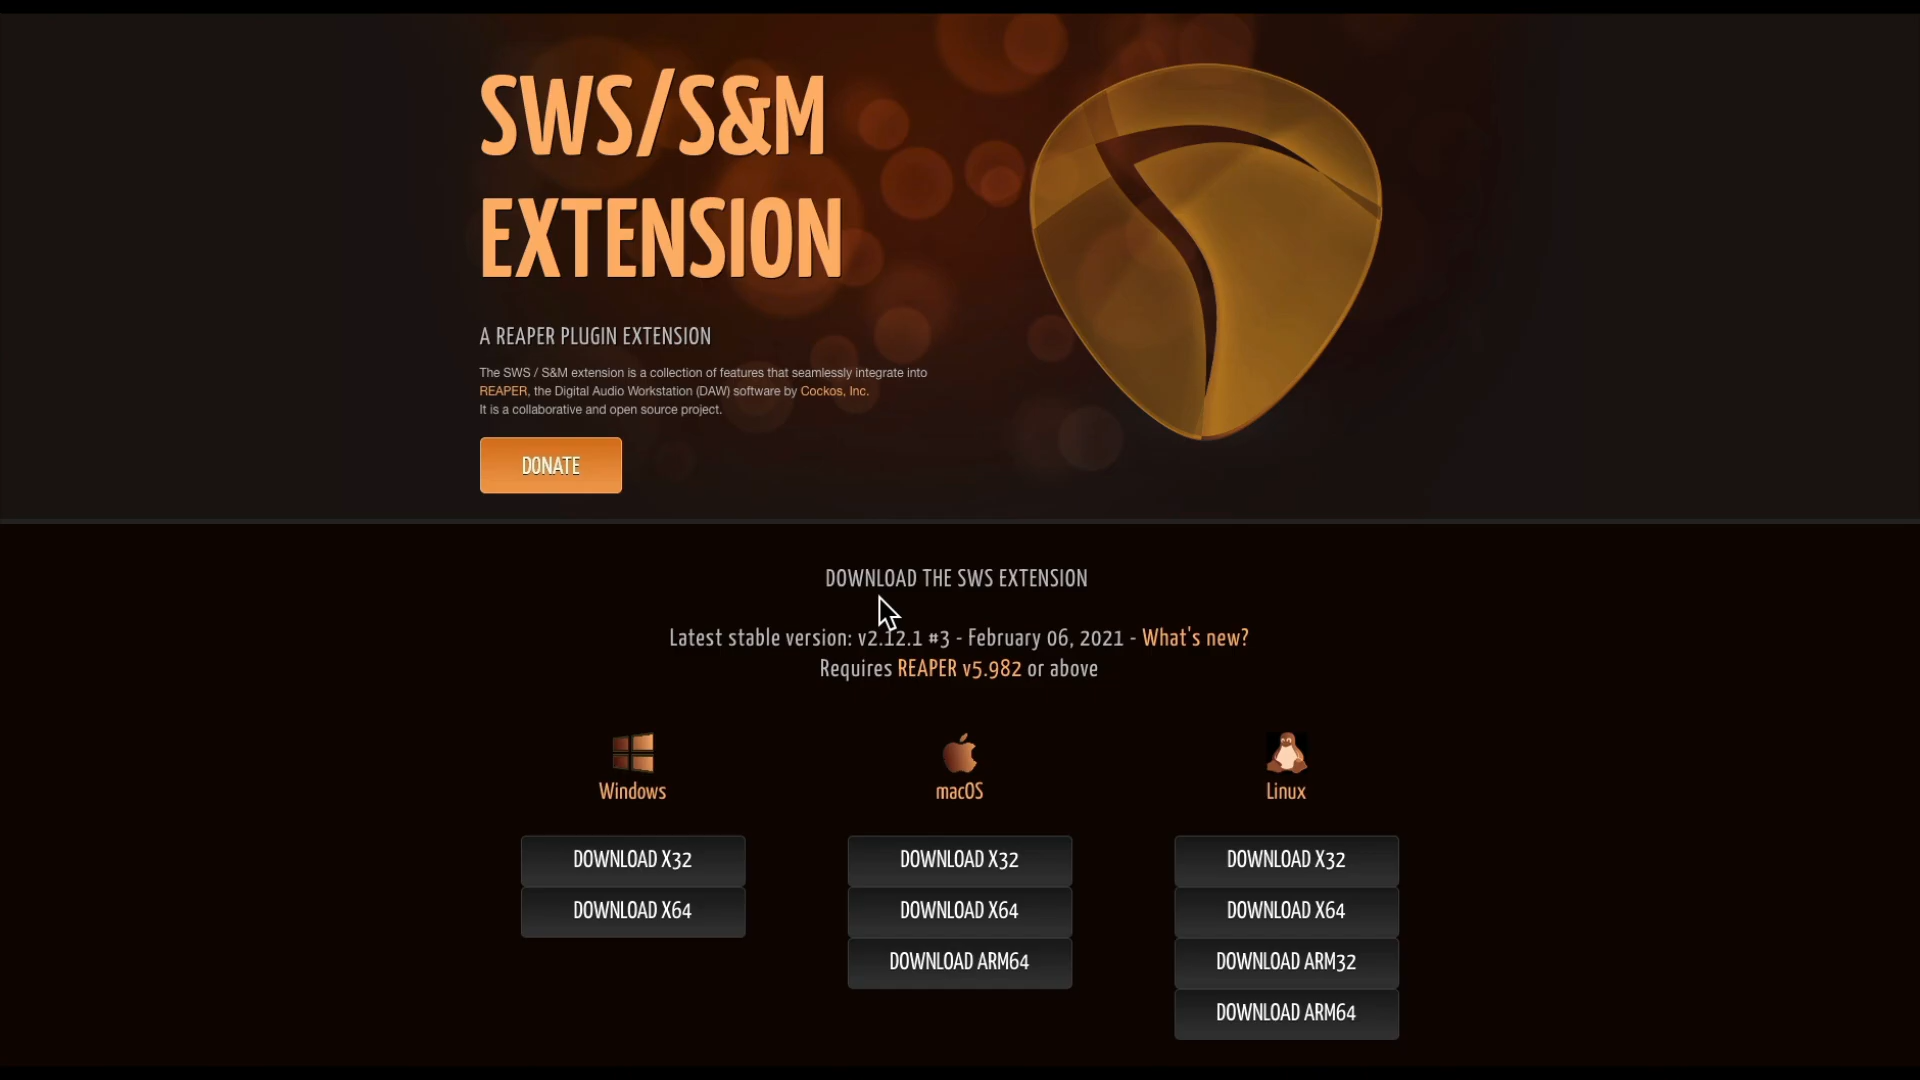 SWS/S&M
EXTENSION
A REAPER PLUGIN EXTENSION
The SWS / S&M extension is a collection of features that seamlessly integrate into
REAPER, the Digital Audio Workstation (DAW) software by Cockos, Inc.
It is a collaborative and open source project.
DONATE
DOWNLOAD THE SWS EXTENSION
Latest stable version: v2.12.1 #3 - February 06, 2021 - What's new?
Requires REAPER v5.982 or above
Windows
DOWNLOAD X32
DOWNLOAD X64
macOS
DOWNLOAD X32
DOWNLOAD X64
DOWNLOAD ARM64
Linux
DOWNLOAD X32
DOWNLOAD X64
DOWNLOAD ARM32
DOWNLOAD ARM64